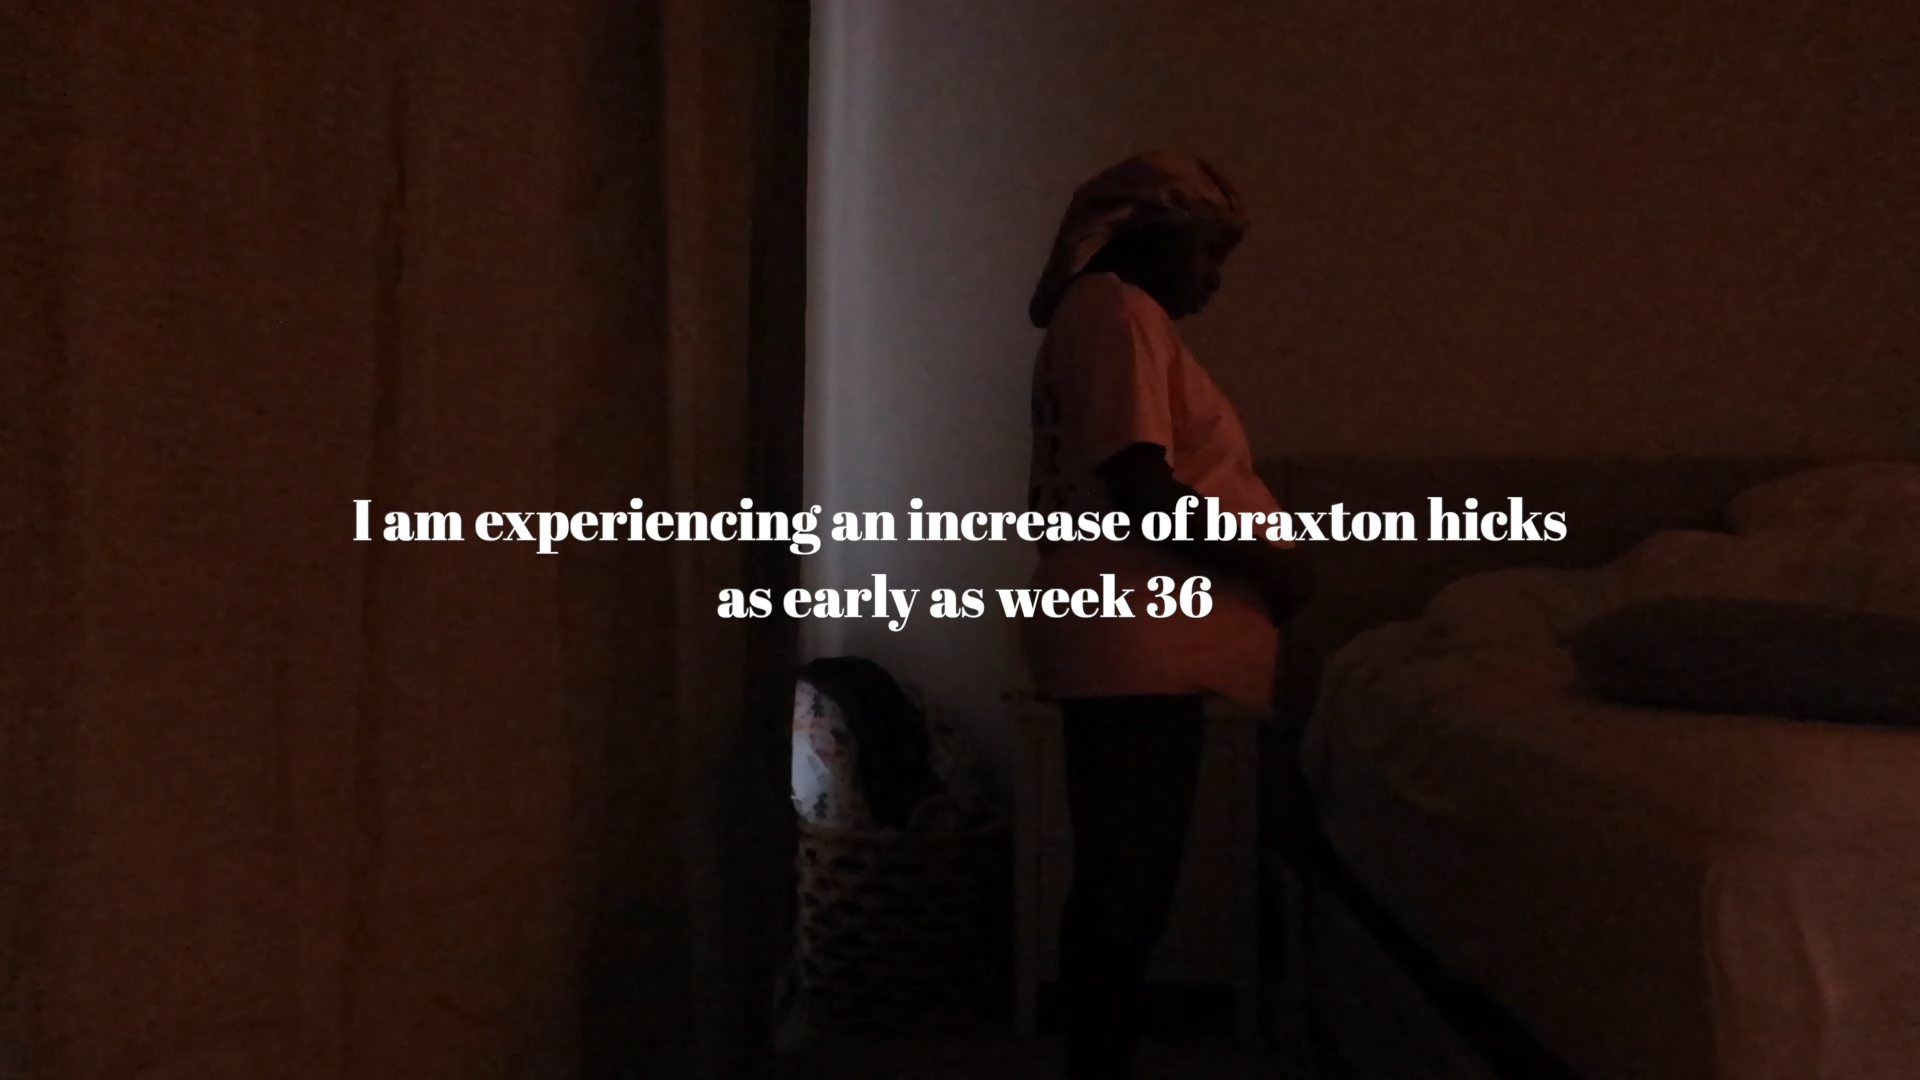 I am experiencing an increase of braxton hicks
as early as week 36